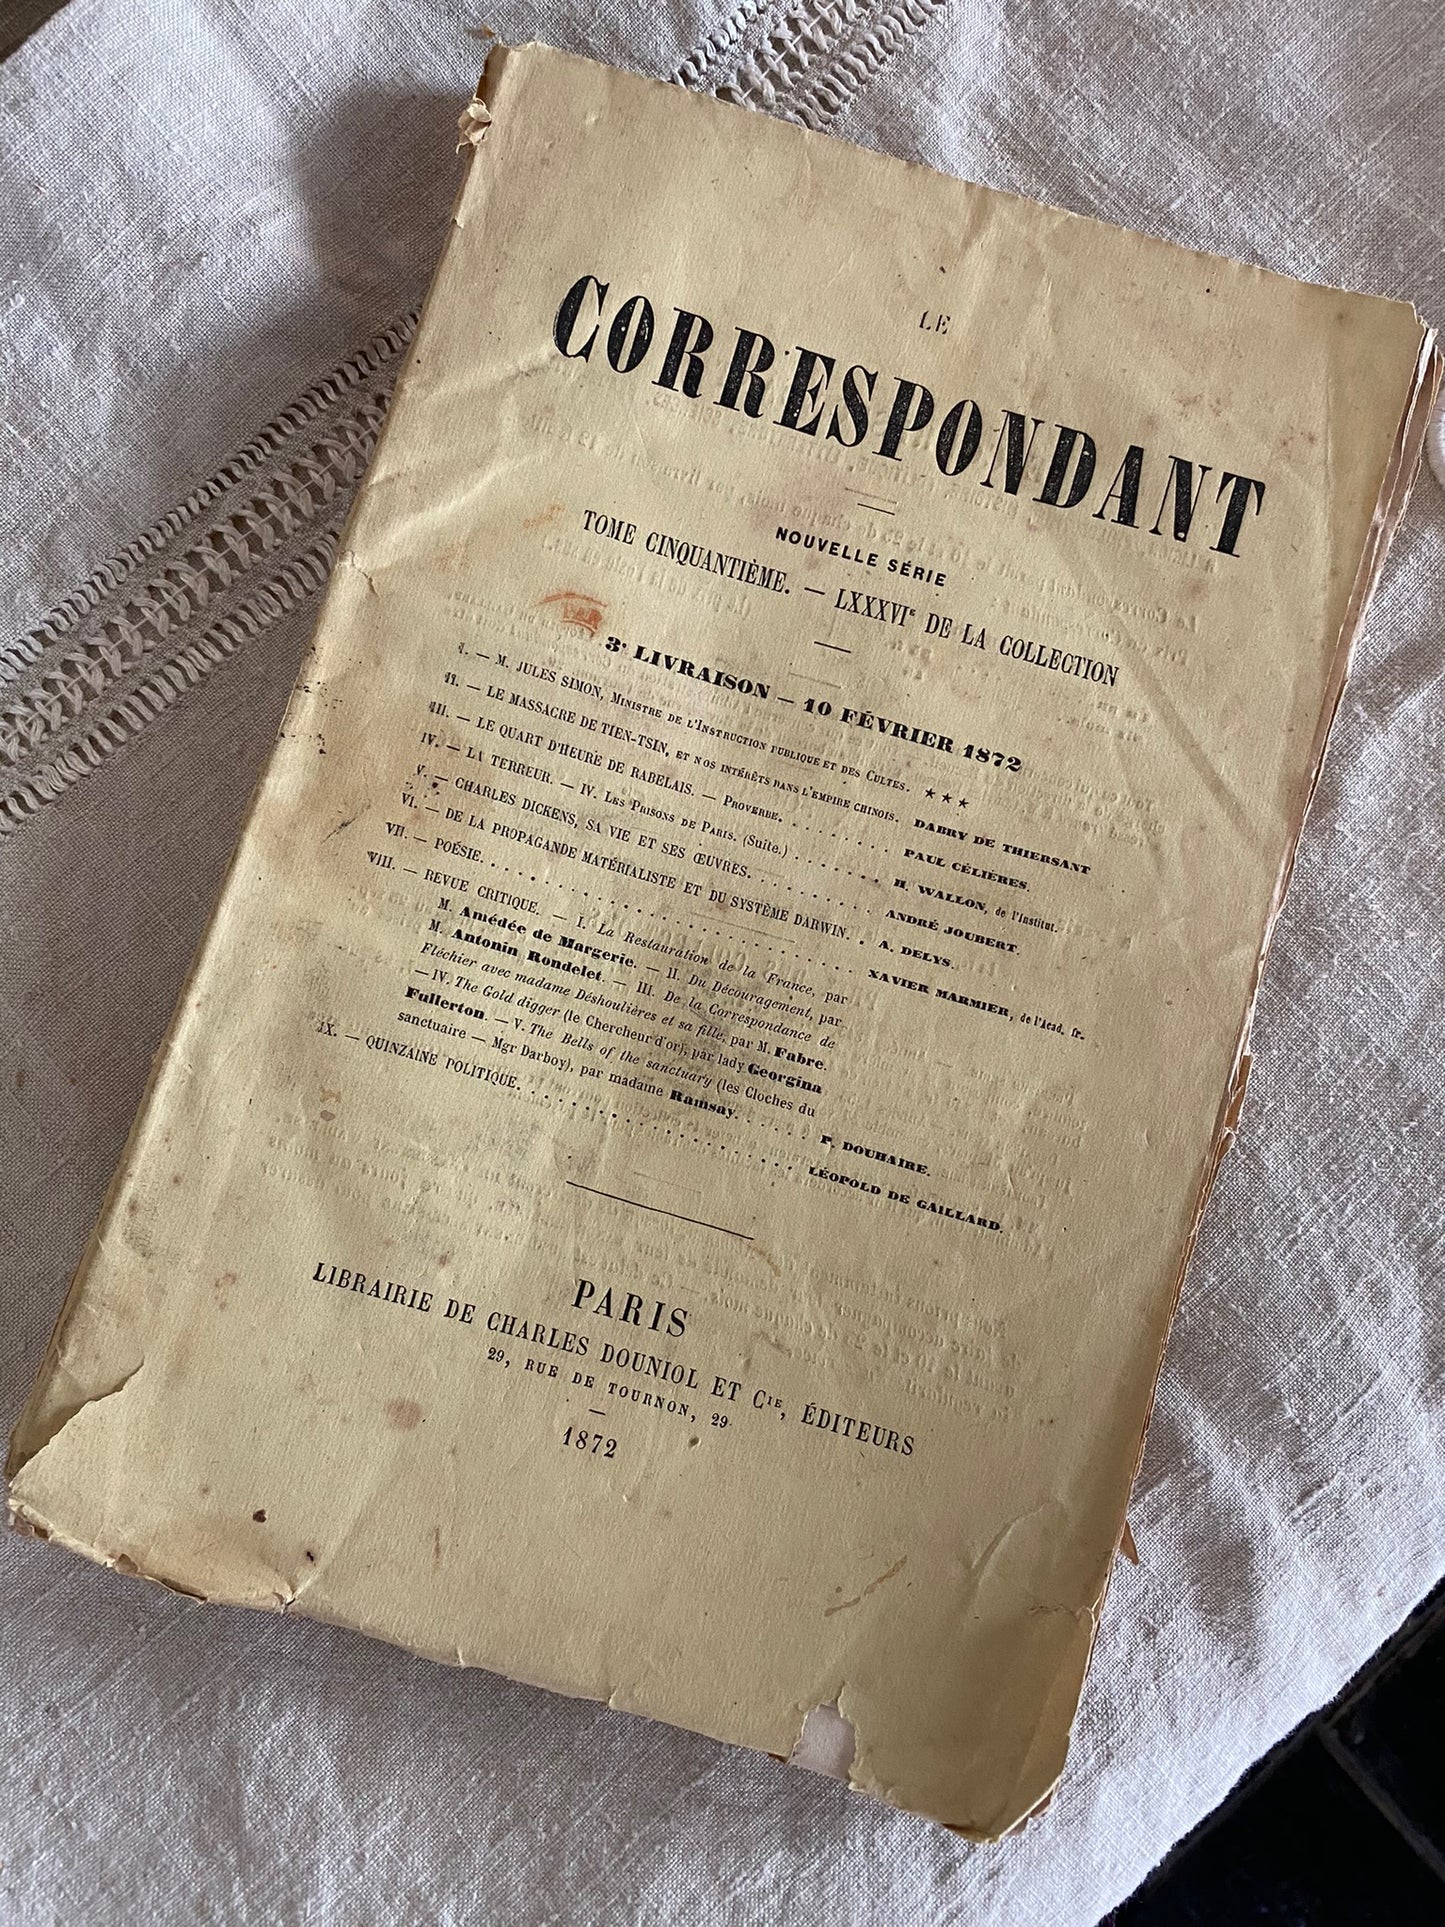 LE
CORRESPONDANT
NOUVELLE SÉRIE
TOME CINQUANTIÈME. — LXXXVIᵉ DE LA COLLECTION
3ᵉ LIVRAISON — 10 FÉVRIER 1872
I. — M. JULES SIMON, Ministre de l'Instruction publique et des Cultes. ★★★
II. — LE MASSACRE DE TIEN-TSIN, et nos intérêts dans l'empire chinois. DABRY DE THIERSANT
III. — LE QUART D'HEURE DE RABELAIS. — Proverbe. . . . . . . . PAUL CÉLIÈRES.
IV. — LA TERREUR. — IV. Les Prisons de Paris. (Suite.) . . . . . . . H. WALLON, de l'Institut.
V. — CHARLES DICKENS, SA VIE ET SES ŒUVRES. . . . . . . . . . ANDRÉ JOUBERT.
VI. — DE LA PROPAGANDE MATÉRIALISTE ET DU SYSTÈME DARWIN. . A. DELYS.
VII. — POÉSIE. . . . . . . . . . . . . . . . . . . . . . . XAVIER MARMIER, de l'Acad. fr.
VIII. — REVUE CRITIQUE. — I. La Restauration de la France, par
M. Amédée de Margerie. — II. Du Découragement, par
M. Antonin Rondelet. — III. De la Correspondance de
Fléchier avec madame Déshoulières et sa fille, par M. Fabre.
— IV. The Gold digger (le Chercheur d'or), par lady Georgina
Fullerton. — V. The Bells of the sanctuary (les Cloches du
sanctuaire — Mgr Darboy), par madame Ramsay. . . . . . . P. DOUHAIRE.
IX. — QUINZAINE POLITIQUE. . . . . . . . . . . . . . . . . . LÉOPOLD DE GAILLARD.
PARIS
LIBRAIRIE DE CHARLES DOUNIOL ET Cie, ÉDITEURS
29, RUE DE TOURNON, 29
1872